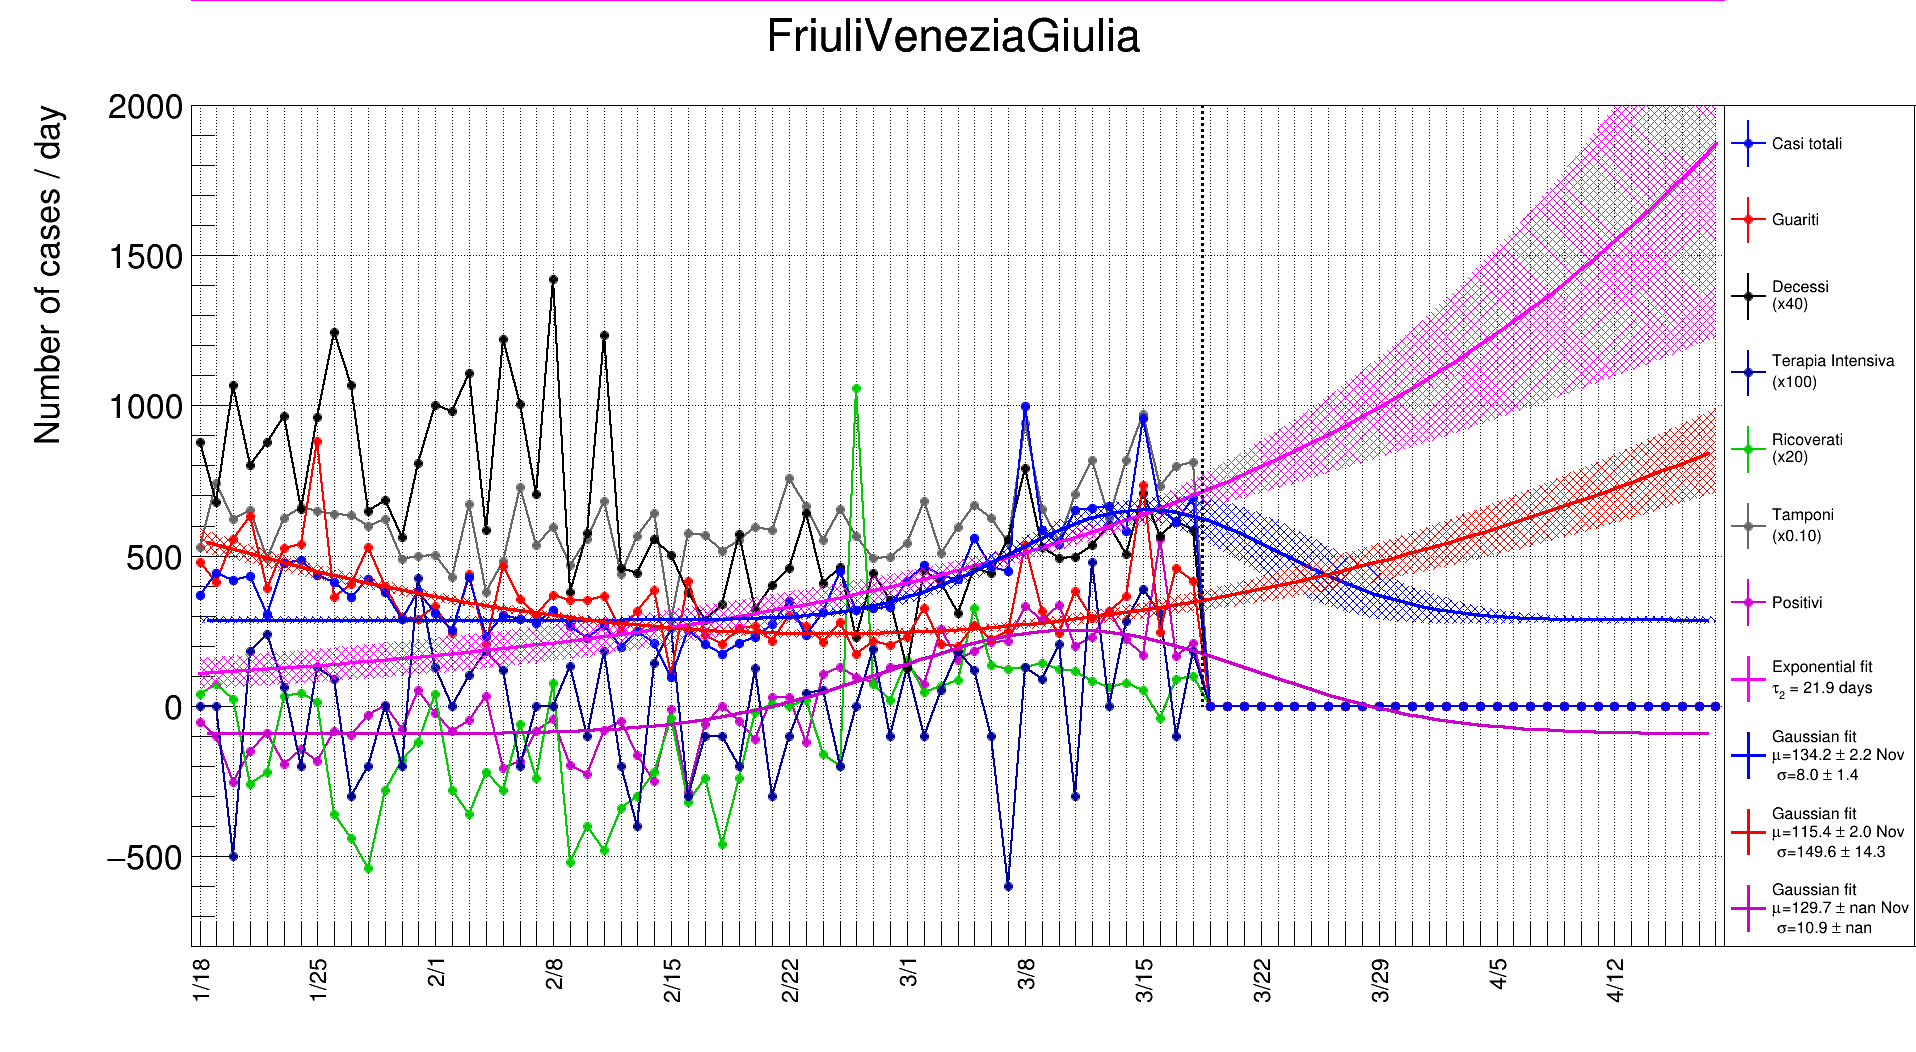 FriuliVeneziaGiulia
Number of cases / day
2000
1500
1000
500
0
−500
1/18
1/25
2/1
2/8
2/15
2/22
3/1
3/8
3/15
3/22
3/29
4/5
4/12
Casi totali
Guariti
Decessi
(x40)
Terapia Intensiva
(x100)
Ricoverati
(x20)
Tamponi
(x0.10)
Positivi
Exponential fit
τ2 = 21.9 days
Gaussian fit
μ=134.2 ± 2.2 Nov
σ=8.0 ± 1.4
Gaussian fit
μ=115.4 ± 2.0 Nov
σ=149.6 ± 14.3
Gaussian fit
μ=129.7 ± nan Nov
σ=10.9 ± nan